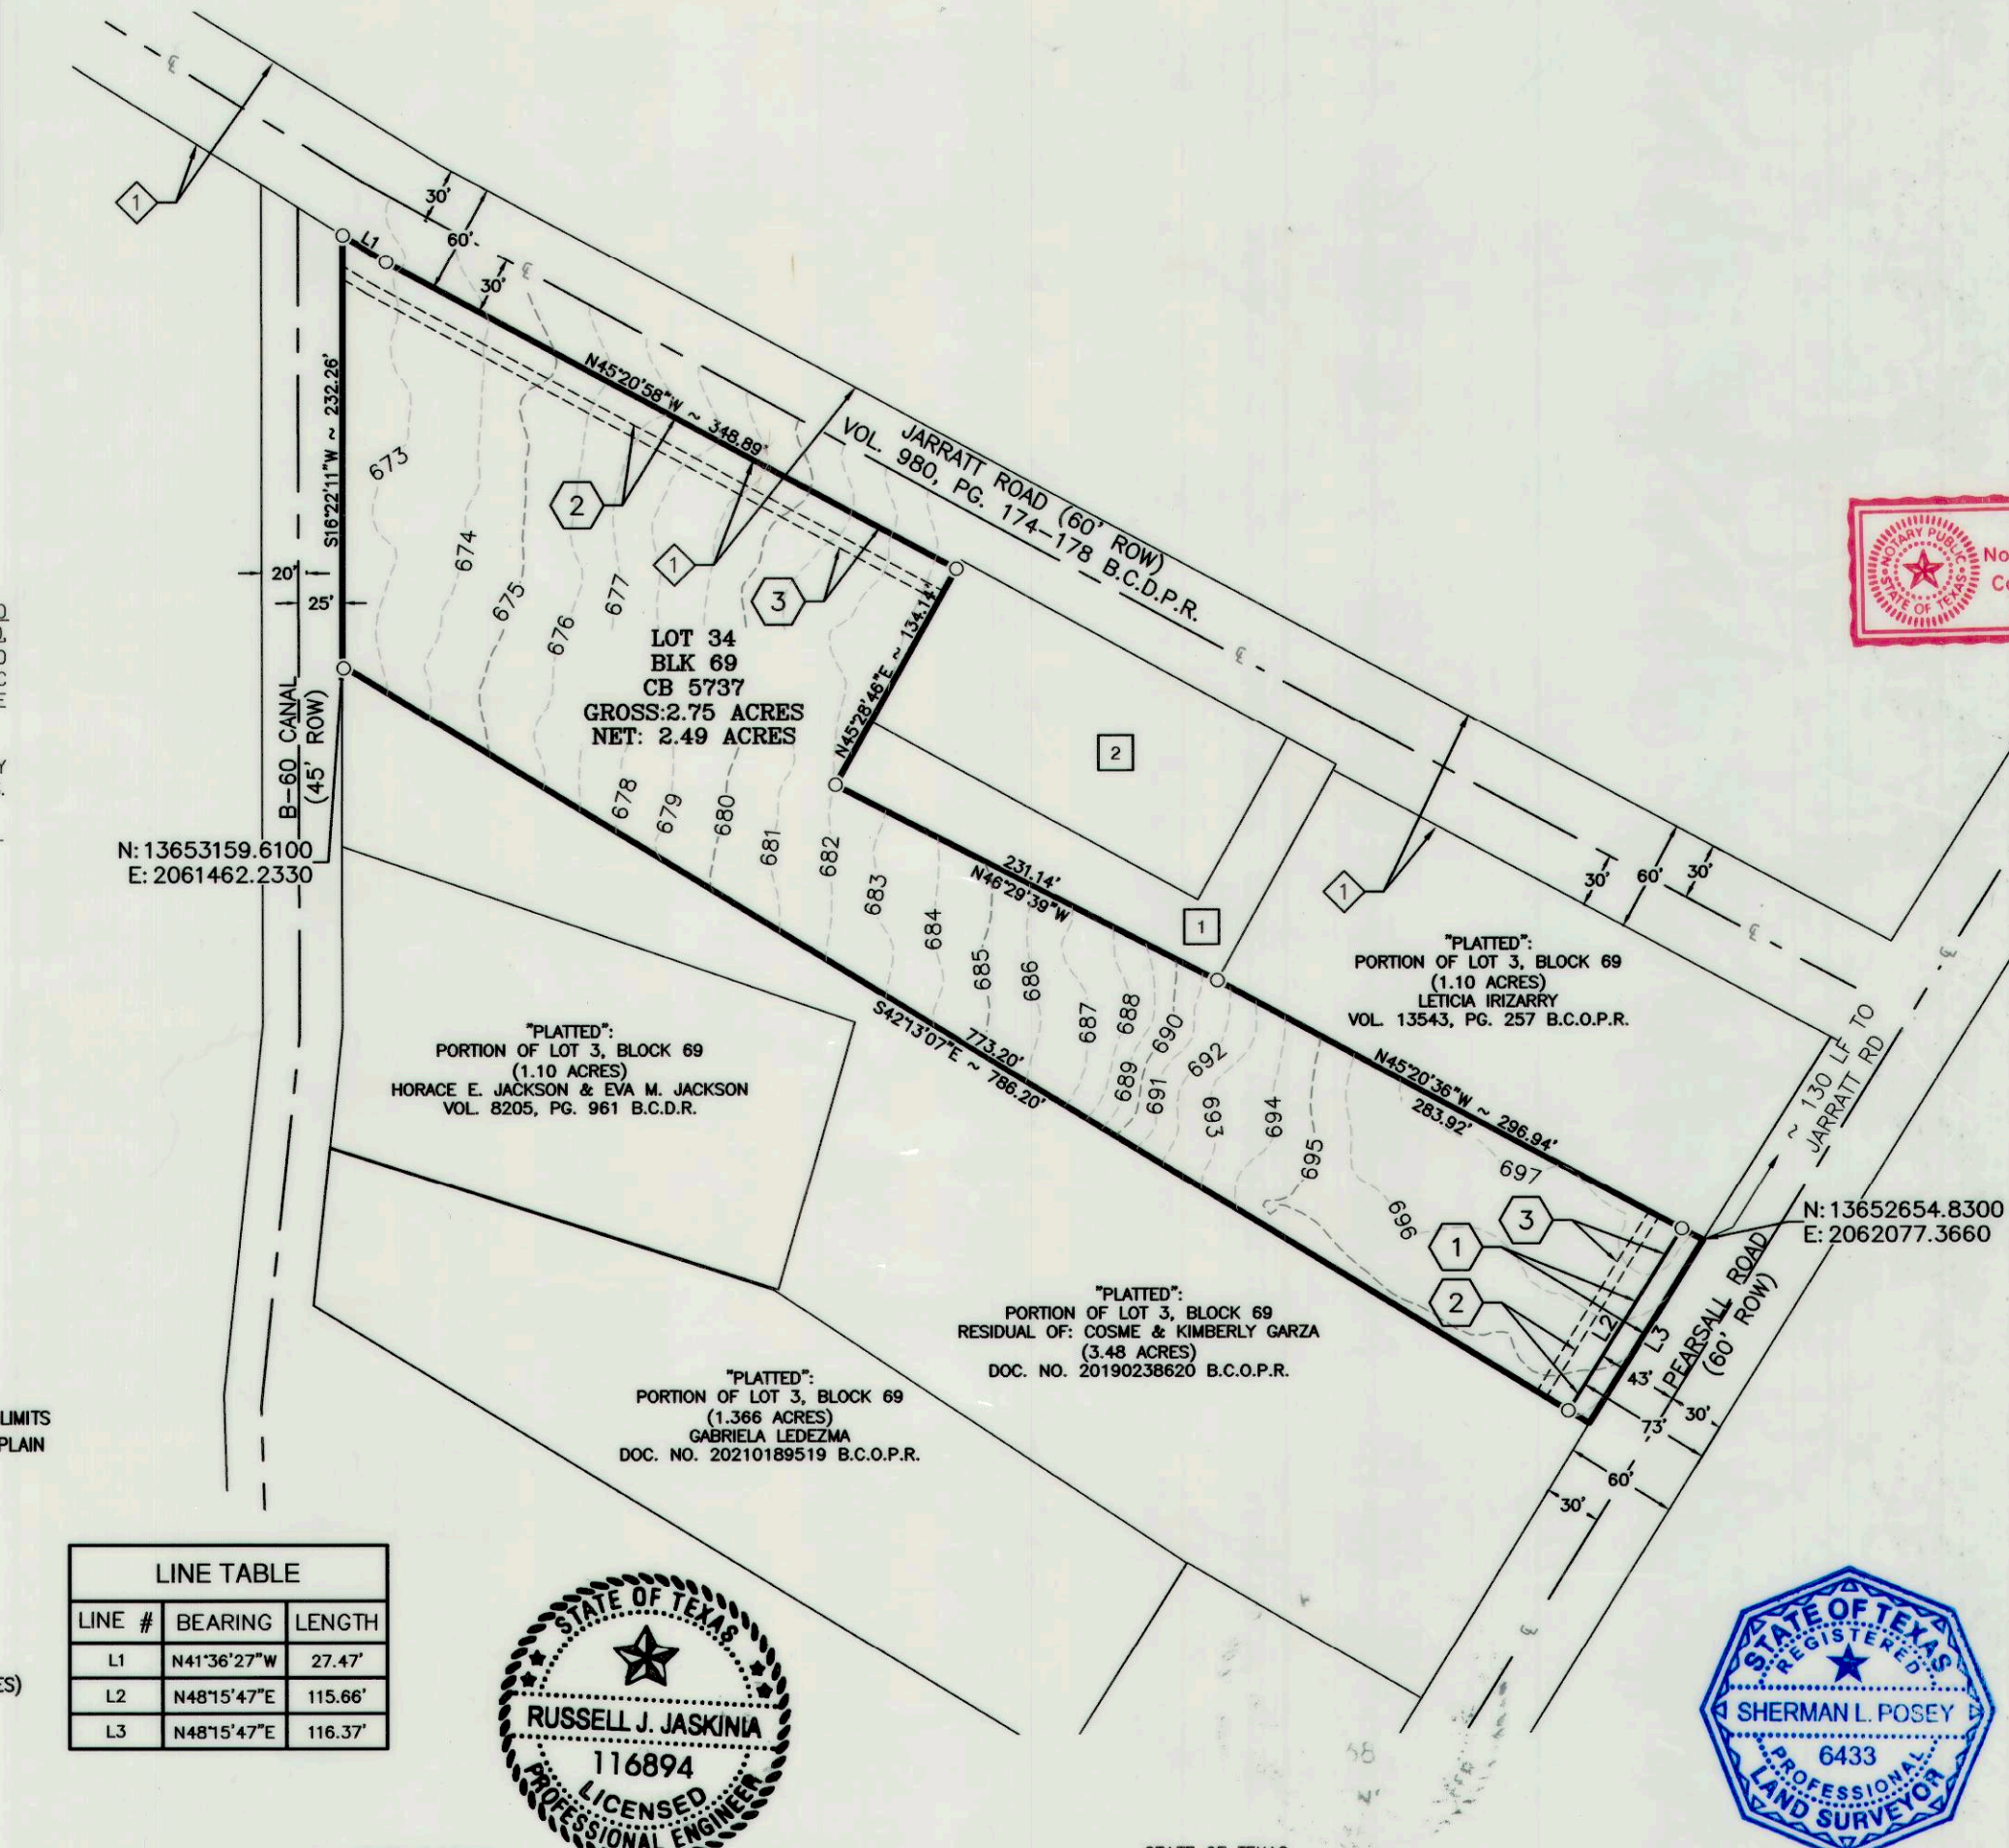 1
30'
60'
30'
L1
N45°20'58"W ~ 348.89'
S16°22'11"W ~ 232.26'
JARRATT ROAD (60' ROW)
VOL. 980, PG. 174-178 B.C.D.P.R.
673
674
675
676
677
2
1
3
20'
25'
LOT 34
BLK 69
CB 5737
GROSS:2.75 ACRES
NET: 2.49 ACRES
N45°28'46"E ~ 134.14'
2
B-60 CANAL
(45' ROW)
678
679
680
681
682
683
684
685
686
687
688
689
690
691
692
693
694
695
696
697
N: 13653159.6100
E: 2061462.2330
231.14'
N46°29'39"W
1
1
30'
60'
30'
"PLATTED":
PORTION OF LOT 3, BLOCK 69
(1.10 ACRES)
LETICIA IRIZARRY
VOL. 13543, PG. 257 B.C.O.P.R.
"PLATTED":
PORTION OF LOT 3, BLOCK 69
(1.10 ACRES)
HORACE E. JACKSON & EVA M. JACKSON
VOL. 8205, PG. 961 B.C.D.R.
773.20'
S42°13'07"E ~ 786.20'
N45°20'36"W ~ 296.94'
283.92'
~ 130 LF TO
JARRATT RD
N: 13652654.8300
E: 2062077.3660
3
1
2
L2
L3
PEARSALL ROAD
(60' ROW)
43'
30'
73'
60'
30'
"PLATTED":
PORTION OF LOT 3, BLOCK 69
RESIDUAL OF: COSME & KIMBERLY GARZA
(3.48 ACRES)
DOC. NO. 20190238620 B.C.O.P.R.
"PLATTED":
PORTION OF LOT 3, BLOCK 69
(1.366 ACRES)
GABRIELA LEDEZMA
DOC. NO. 20210189519 B.C.O.P.R.
LIMITS
PLAIN
LINE TABLE
LINE # BEARING LENGTH
L1 N41°36'27"W 27.47'
L2 N48°15'47"E 115.66'
L3 N48°15'47"E 116.37'
STATE OF TEXAS
RUSSELL J. JASKINIA
116894
LICENSED
PROFESSIONAL ENGINEER
NOTARY PUBLIC
STATE OF TEXAS
STATE OF TEXAS
REGISTERED
SHERMAN L. POSEY
6433
PROFESSIONAL
LAND SURVEYOR